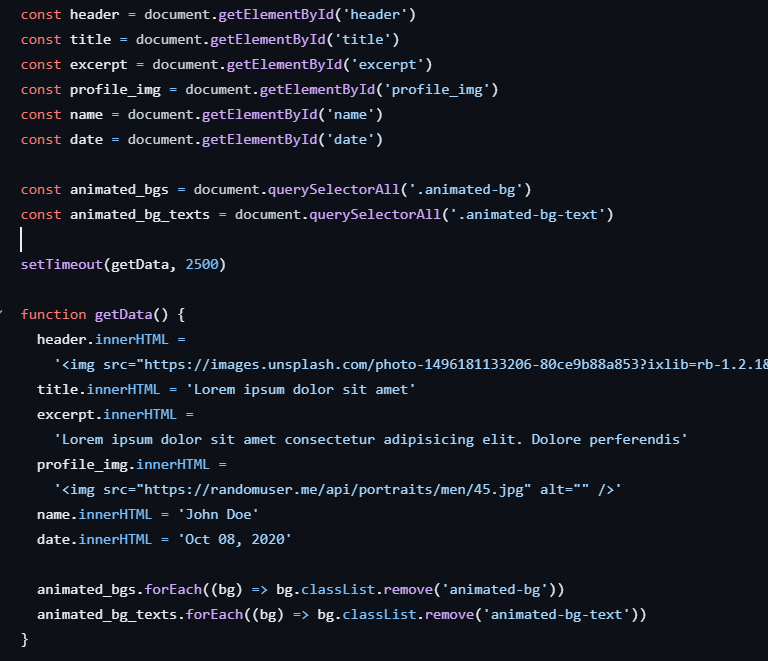 const header = document.getElementById('header')
const title = document.getElementById('title')
const excerpt = document.getElementById('excerpt')
const profile_img = document.getElementById('profile_img')
const name = document.getElementById('name')
const date = document.getElementById('date')

const animated_bgs = document.querySelectorAll('.animated-bg')
const animated_bg_texts = document.querySelectorAll('.animated-bg-text')

setTimeout(getData, 2500)

function getData() {
  header.innerHTML =
    '<img src="https://images.unsplash.com/photo-1496181133206-80ce9b88a853?ixlib=rb-1.2.1&
  title.innerHTML = 'Lorem ipsum dolor sit amet'
  excerpt.innerHTML =
    'Lorem ipsum dolor sit amet consectetur adipisicing elit. Dolore perferendis'
  profile_img.innerHTML =
    '<img src="https://randomuser.me/api/portraits/men/45.jpg" alt="" />'
  name.innerHTML = 'John Doe'
  date.innerHTML = 'Oct 08, 2020'

  animated_bgs.forEach((bg) => bg.classList.remove('animated-bg'))
  animated_bg_texts.forEach((bg) => bg.classList.remove('animated-bg-text'))
}